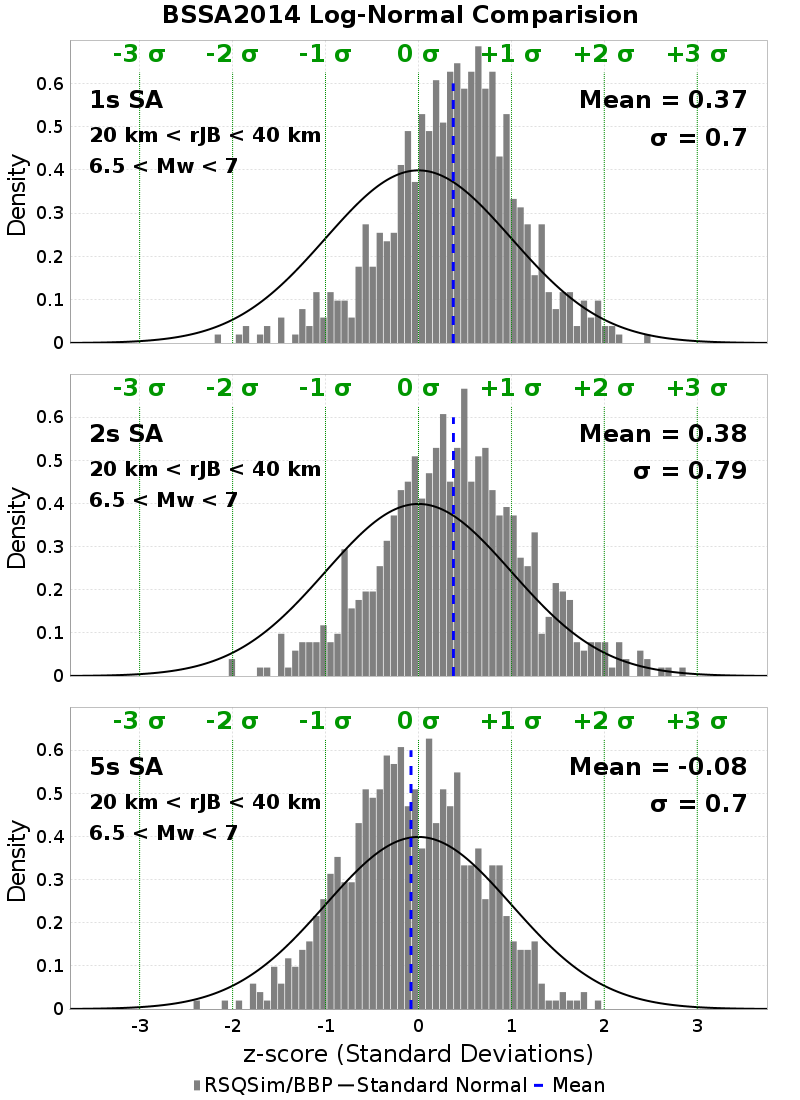 BSSA2014 Log-Normal Comparision
-3 σ -2 σ -1 σ 0 σ +1 σ +2 σ +3 σ
1s SA
20 km < rJB < 40 km
6.5 < Mw < 7
Mean = 0.37
σ = 0.7
Density
0.6
0.5
0.4
0.3
0.2
0.1
0
-3 σ -2 σ -1 σ 0 σ +1 σ +2 σ +3 σ
2s SA
20 km < rJB < 40 km
6.5 < Mw < 7
Mean = 0.38
σ = 0.79
Density
0.6
0.5
0.4
0.3
0.2
0.1
0
-3 σ -2 σ -1 σ 0 σ +1 σ +2 σ +3 σ
5s SA
20 km < rJB < 40 km
6.5 < Mw < 7
Mean = -0.08
σ = 0.7
Density
0.6
0.5
0.4
0.3
0.2
0.1
0
-3 -2 -1 0 1 2 3
z-score (Standard Deviations)
RSQSim/BBP Standard Normal Mean